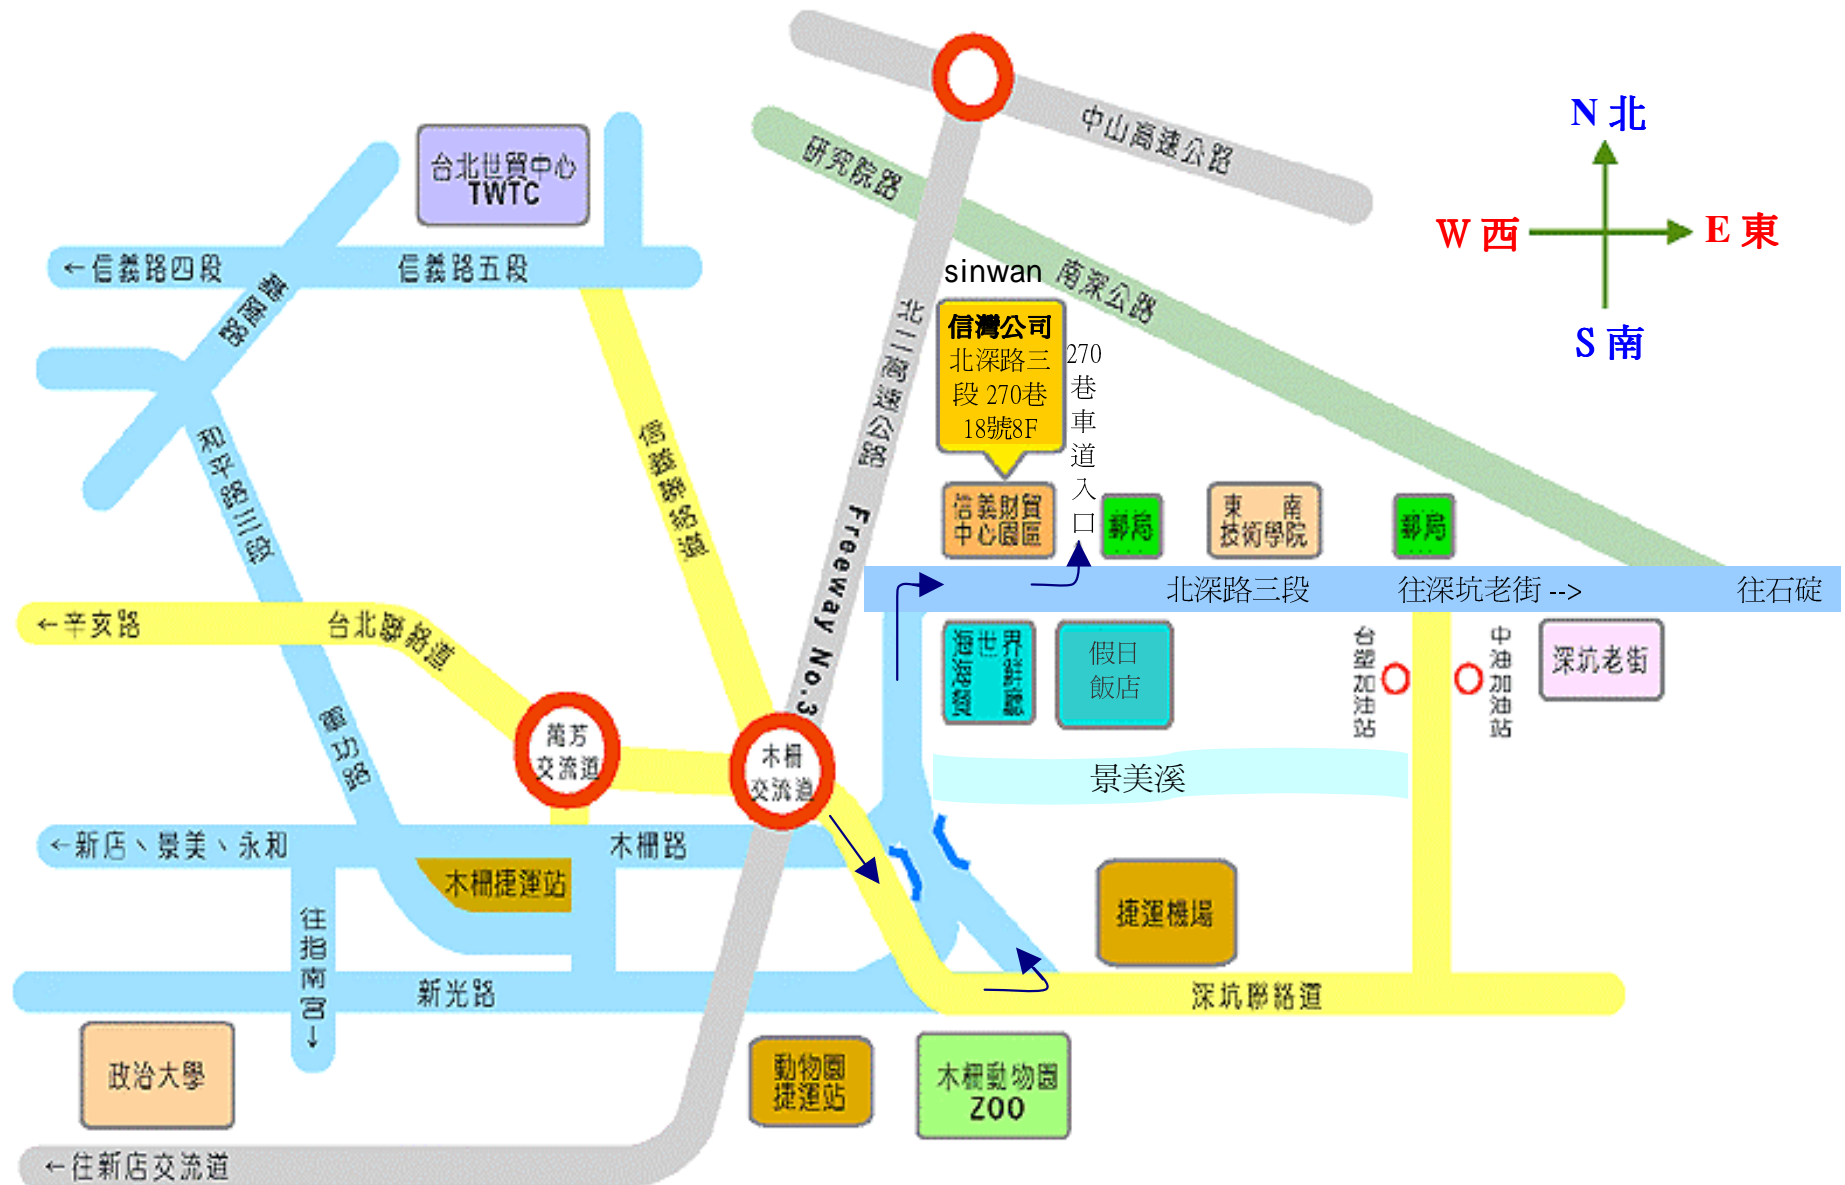 中山高速公路
N 北
研究院路
台北世貿中心
TWTC
W 西
E 東
←信義路四段
信義路五段
sinwan
南深公路
基隆路
北二高速公路
信灣公司
北深路三
段 270巷
18號8F
270巷車道入口
S 南
和平路三段
信義聯絡道
Freeway No.3
信義財貿
中心園區
郵局
東 南
技術學院
郵局
北深路三段
往深坑老街 -->
往石碇
←辛亥路
台北聯絡道
海世界
鮮
假日
飯店
台塑加油站
中油加油站
深坑老街
軍功路
萬芳
交流道
木柵
交流道
景美溪
←新店、景美、永和
木柵路
木柵捷運站
捷運機場
往指南宮↓
新光路
深坑聯絡道
政治大學
動物園
捷運站
木柵動物園
ZOO
←往新店交流道